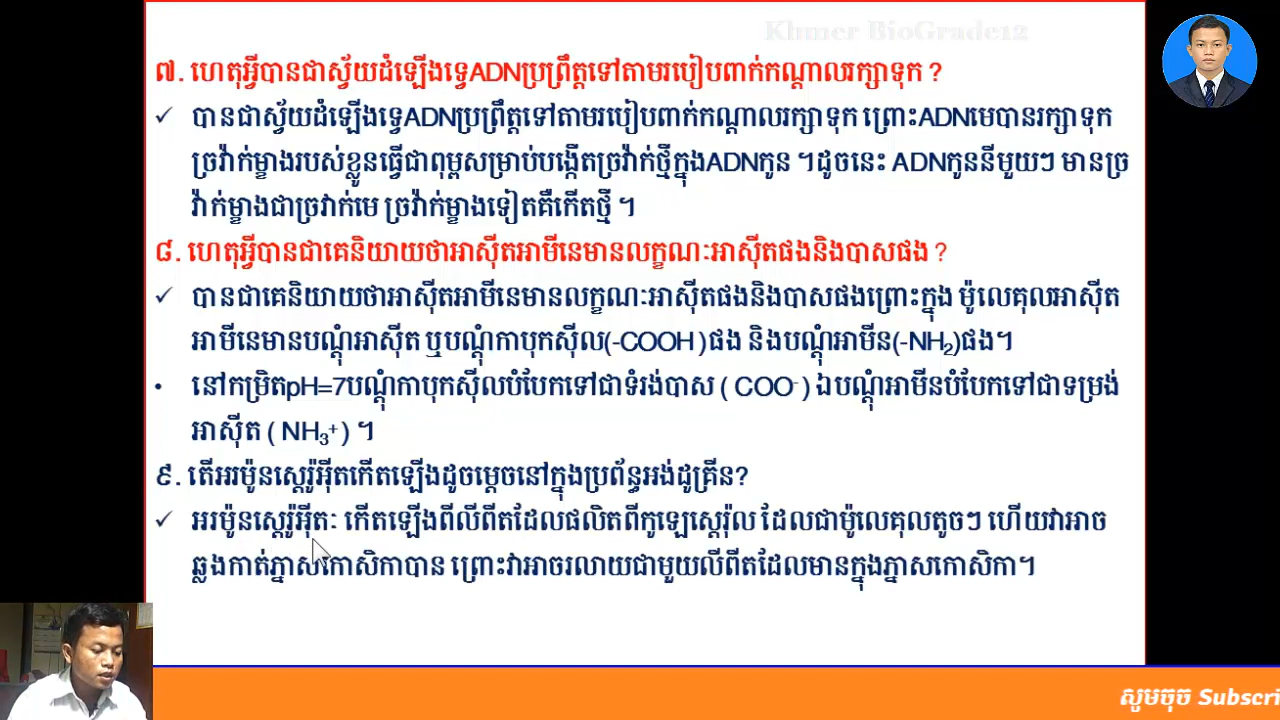 Khmer BioGrade12
៧. ហេតុអ្វីបានជាស្វ័យដំឡើងទ្វេADNប្រព្រឹត្តទៅតាមរបៀបពាក់កណ្ដាលរក្សាទុក ?
✓ បានជាស្វ័យដំឡើងទ្វេADNប្រព្រឹត្តទៅតាមរបៀបពាក់កណ្ដាលរក្សាទុក ព្រោះADNមេបានរក្សាទុក
ច្រវ៉ាក់ម្ខាងរបស់ខ្លួនធ្វើជាពុម្ពសម្រាប់បង្កើតច្រវ៉ាក់ថ្មីក្នុងADNកូន ។ដូចនេះ ADNកូននីមួយៗ មានច្រ
វ៉ាក់ម្ខាងជាច្រវាក់មេ ច្រវ៉ាក់ម្ខាងទៀតគឺកើតថ្មី ។
៨. ហេតុអ្វីបានជាគេនិយាយថាអាស៊ីតអាមីនេមានលក្ខណៈអាស៊ីតផងនិងបាសផង ?
✓ បានជាគេនិយាយថាអាស៊ីតអាមីនេមានលក្ខណៈអាស៊ីតផងនិងបាសផងព្រោះក្នុង ម៉ូលេគុលអាស៊ីត
អាមីនេមានបណ្ដុំអាស៊ីត ឬបណ្ដុំកាបុកស៊ីល(-COOH )ផង និងបណ្ដុំអាមីន(-NH₂)ផង។
• នៅកម្រិតpH=7បណ្ដុំកាបុកស៊ីលបំបែកទៅជាទំរង់បាស ( COO⁻ ) ឯបណ្ដុំអាមីនបំបែកទៅជាទម្រង់
អាស៊ីត ( NH₃⁺ ) ។
៩. តើអរម៉ូនស្តេរ៉ូអ៊ីតកើតឡើងដូចម្ដេចនៅក្នុងប្រព័ន្ធអង់ដូគ្រីន?
✓ អរម៉ូនស្តេរ៉ូអ៊ីតៈ កើតឡើងពីលីពីតដែលផលិតពីកូឡេស្តេរ៉ុល ដែលជាម៉ូលេគុលតូចៗ ហើយវាអាច
ឆ្លងកាត់ភ្នាសកោសិកាបាន ព្រោះវាអាចរលាយជាមួយលីពីតដែលមានក្នុងភ្នាសកោសិកា។
សូមចុច Subscri